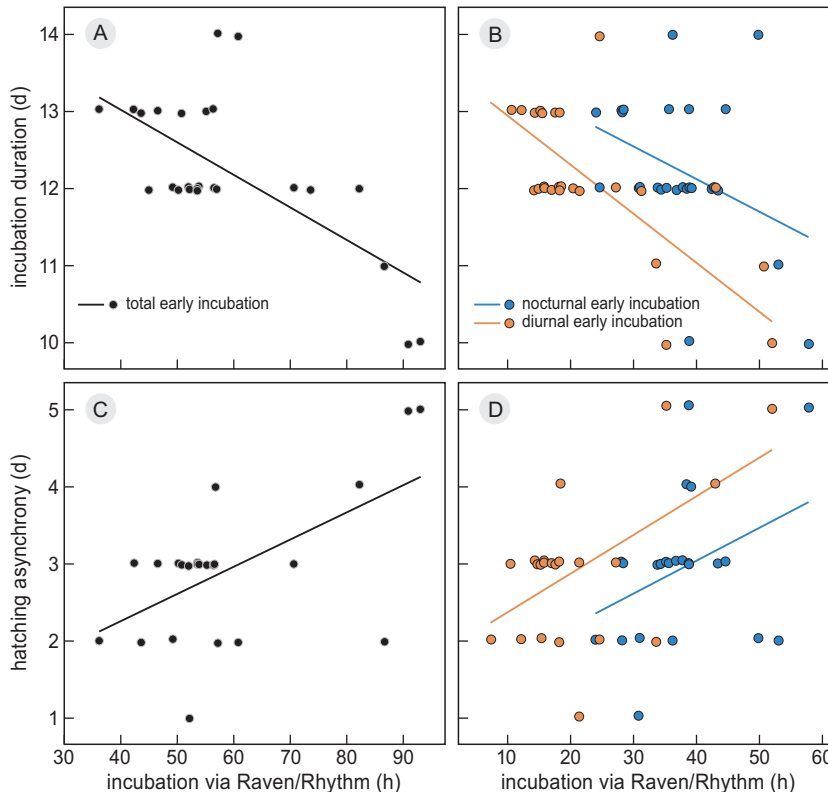 A
B
14
13
12
11
10
incubation duration (d)
total early incubation
nocturnal early incubation
diurnal early incubation
C
D
5
4
3
2
1
hatching asynchrony (d)
30 40 50 60 70 80 90
10 20 30 40 50 60
incubation via Raven/Rhythm (h)
incubation via Raven/Rhythm (h)